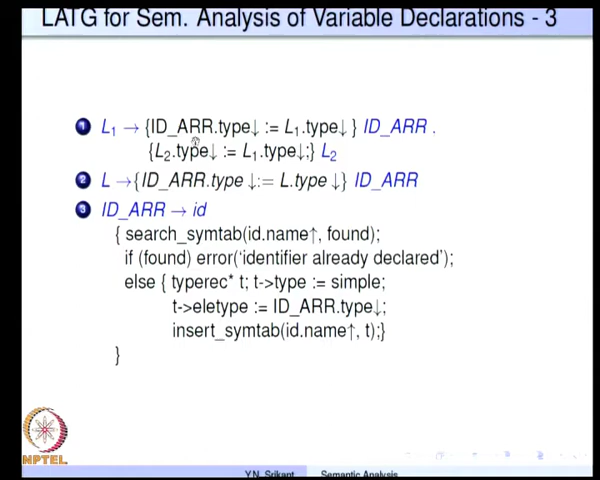 LATG for Sem. Analysis of Variable Declarations - 3
1 L₁ → {ID_ARR.type↓ := L₁.type↓ } ID_ARR .
{L₂.type↓ := L₁.type↓;} L₂
2 L →{ID_ARR.type ↓:= L.type ↓} ID_ARR
3 ID_ARR → id
{ search_symtab(id.name↑, found);
if (found) error(‘identifier already declared’);
else { typerec* t; t->type := simple;
t->eletype := ID_ARR.type↓;
insert_symtab(id.name↑, t);}
}
NPTEL
Y.N. Srikant Semantic Analysis